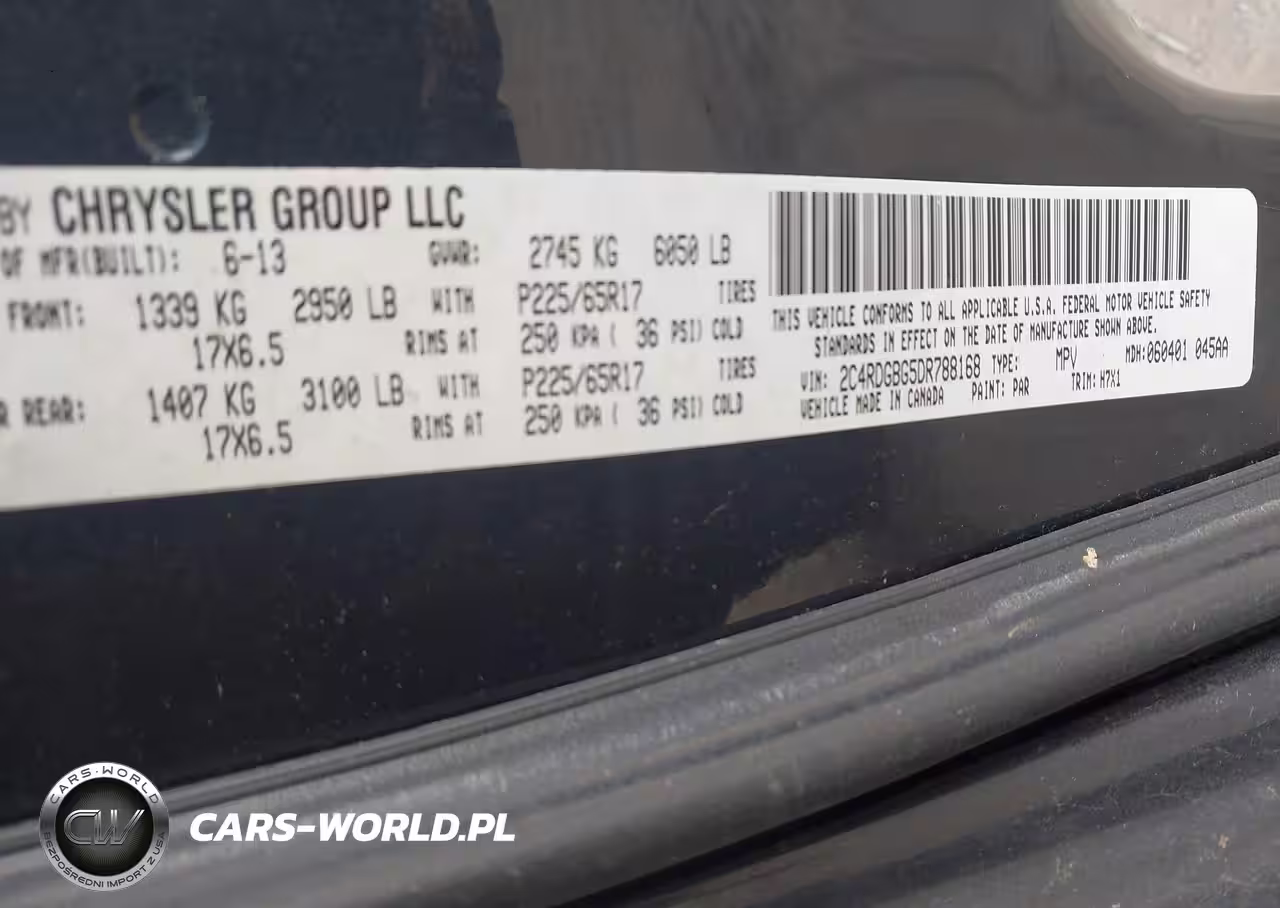 BY CHRYSLER GROUP LLC
OF MFR(BUILT): 6-13 GVWR: 2745 KG 6050 LB
FRONT: 1339 KG 2950 LB WITH P225/65R17 TIRES
17X6.5 RIMS AT 250 KPA ( 36 PSI) COLD
R REAR: 1407 KG 3100 LB WITH P225/65R17 TIRES
17X6.5 RIMS AT 250 KPA ( 36 PSI) COLD
THIS VEHICLE CONFORMS TO ALL APPLICABLE U.S.A. FEDERAL MOTOR VEHICLE SAFETY
STANDARDS IN EFFECT ON THE DATE OF MANUFACTURE SHOWN ABOVE.
VIN: 2C4RDGBG5DR788168 TYPE: MPV MDH:060401 045AA
VEHICLE MADE IN CANADA PAINT: PAR TRIM: H7X1
CARS-WORLD
CW
BEZPOŚREDNI IMPORT Z USA
CARS-WORLD.PL